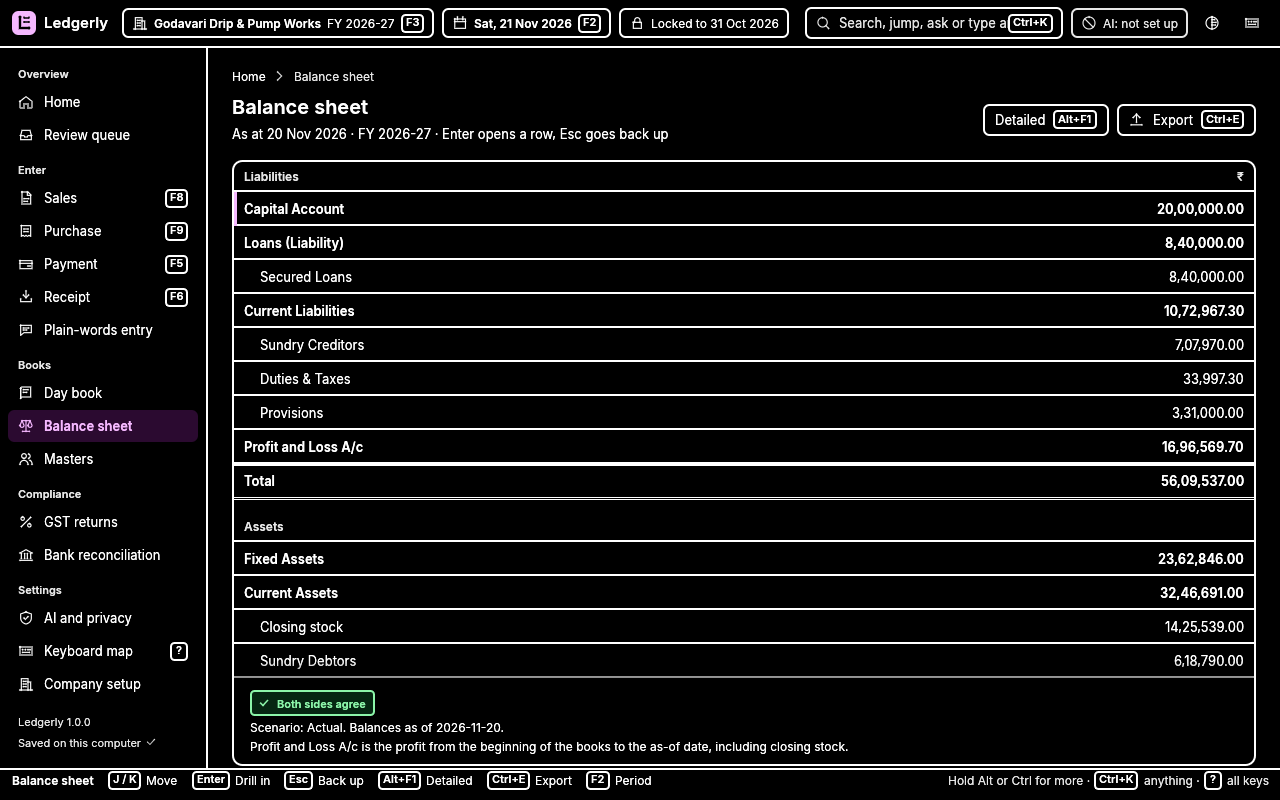 Ledgerly
Godavari Drip & Pump Works FY 2026-27 F3
Sat, 21 Nov 2026 F2
Locked to 31 Oct 2026
Search, jump, ask or type a Ctrl+K
AI: not set up
Overview
Home
Review queue
Enter
Sales F8
Purchase F9
Payment F5
Receipt F6
Plain-words entry
Books
Day book
Balance sheet
Masters
Compliance
GST returns
Bank reconciliation
Settings
AI and privacy
Keyboard map ?
Company setup
Ledgerly 1.0.0
Saved on this computer
Home > Balance sheet
Balance sheet
As at 20 Nov 2026 · FY 2026-27 · Enter opens a row, Esc goes back up
Detailed Alt+F1
Export Ctrl+E
Liabilities ₹
Capital Account 20,00,000.00
Loans (Liability) 8,40,000.00
Secured Loans 8,40,000.00
Current Liabilities 10,72,967.30
Sundry Creditors 7,07,970.00
Duties & Taxes 33,997.30
Provisions 3,31,000.00
Profit and Loss A/c 16,96,569.70
Total 56,09,537.00
Assets
Fixed Assets 23,62,846.00
Current Assets 32,46,691.00
Closing stock 14,25,539.00
Sundry Debtors 6,18,790.00
Both sides agree
Scenario: Actual. Balances as of 2026-11-20.
Profit and Loss A/c is the profit from the beginning of the books to the as-of date, including closing stock.
Balance sheet J / K Move Enter Drill in Esc Back up Alt+F1 Detailed Ctrl+E Export F2 Period
Hold Alt or Ctrl for more · Ctrl+K anything · ? all keys